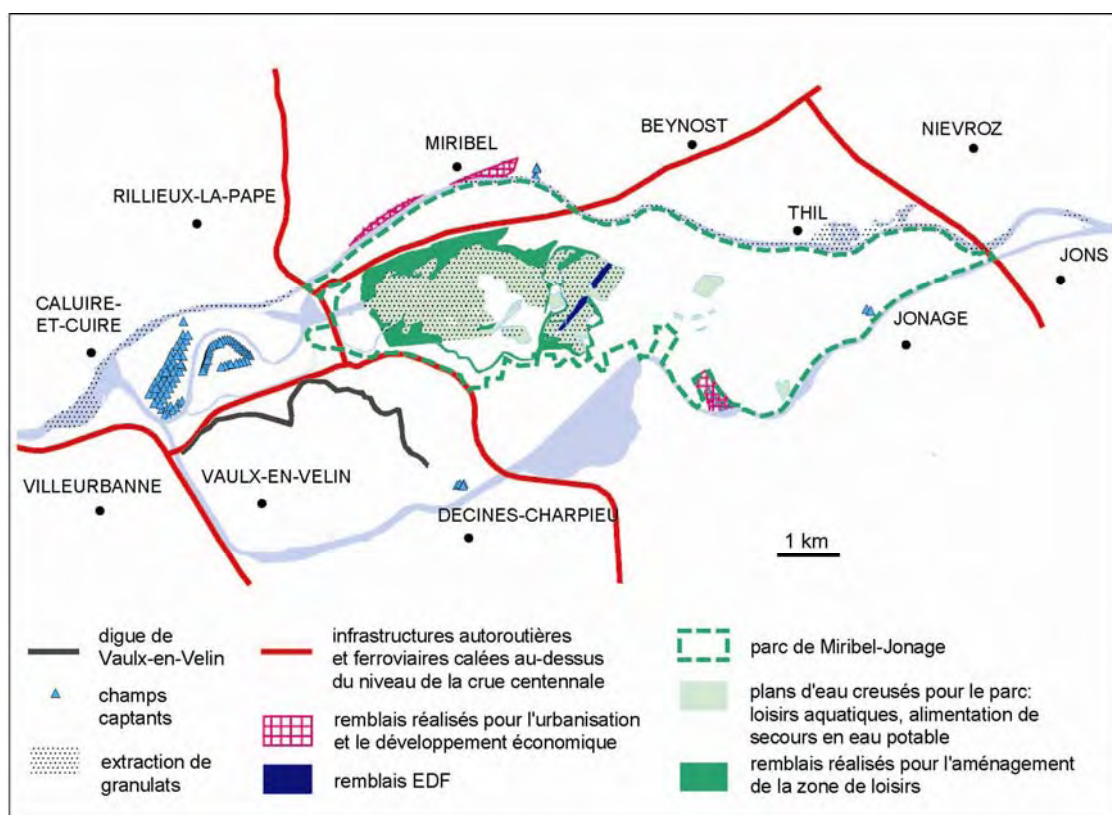 BEYNOST
NIEVROZ
MIRIBEL
RILLIEUX-LA-PAPE
THIL
JONS
CALUIRE-
ET-CUIRE
JONAGE
VILLEURBANNE
VAULX-EN-VELIN
DECINES-CHARPIEU
1 km
digue de
Vaulx-en-Velin
champs
captants
extraction de
granulats
infrastructures autoroutières
et ferroviaires calées au-dessus
du niveau de la crue centennale
remblais réalisés pour l'urbanisation
et le développement économique
remblais EDF
parc de Miribel-Jonage
plans d'eau creusés pour le parc:
loisirs aquatiques, alimentation de
secours en eau potable
remblais réalisés pour l'aménagement
de la zone de loisirs